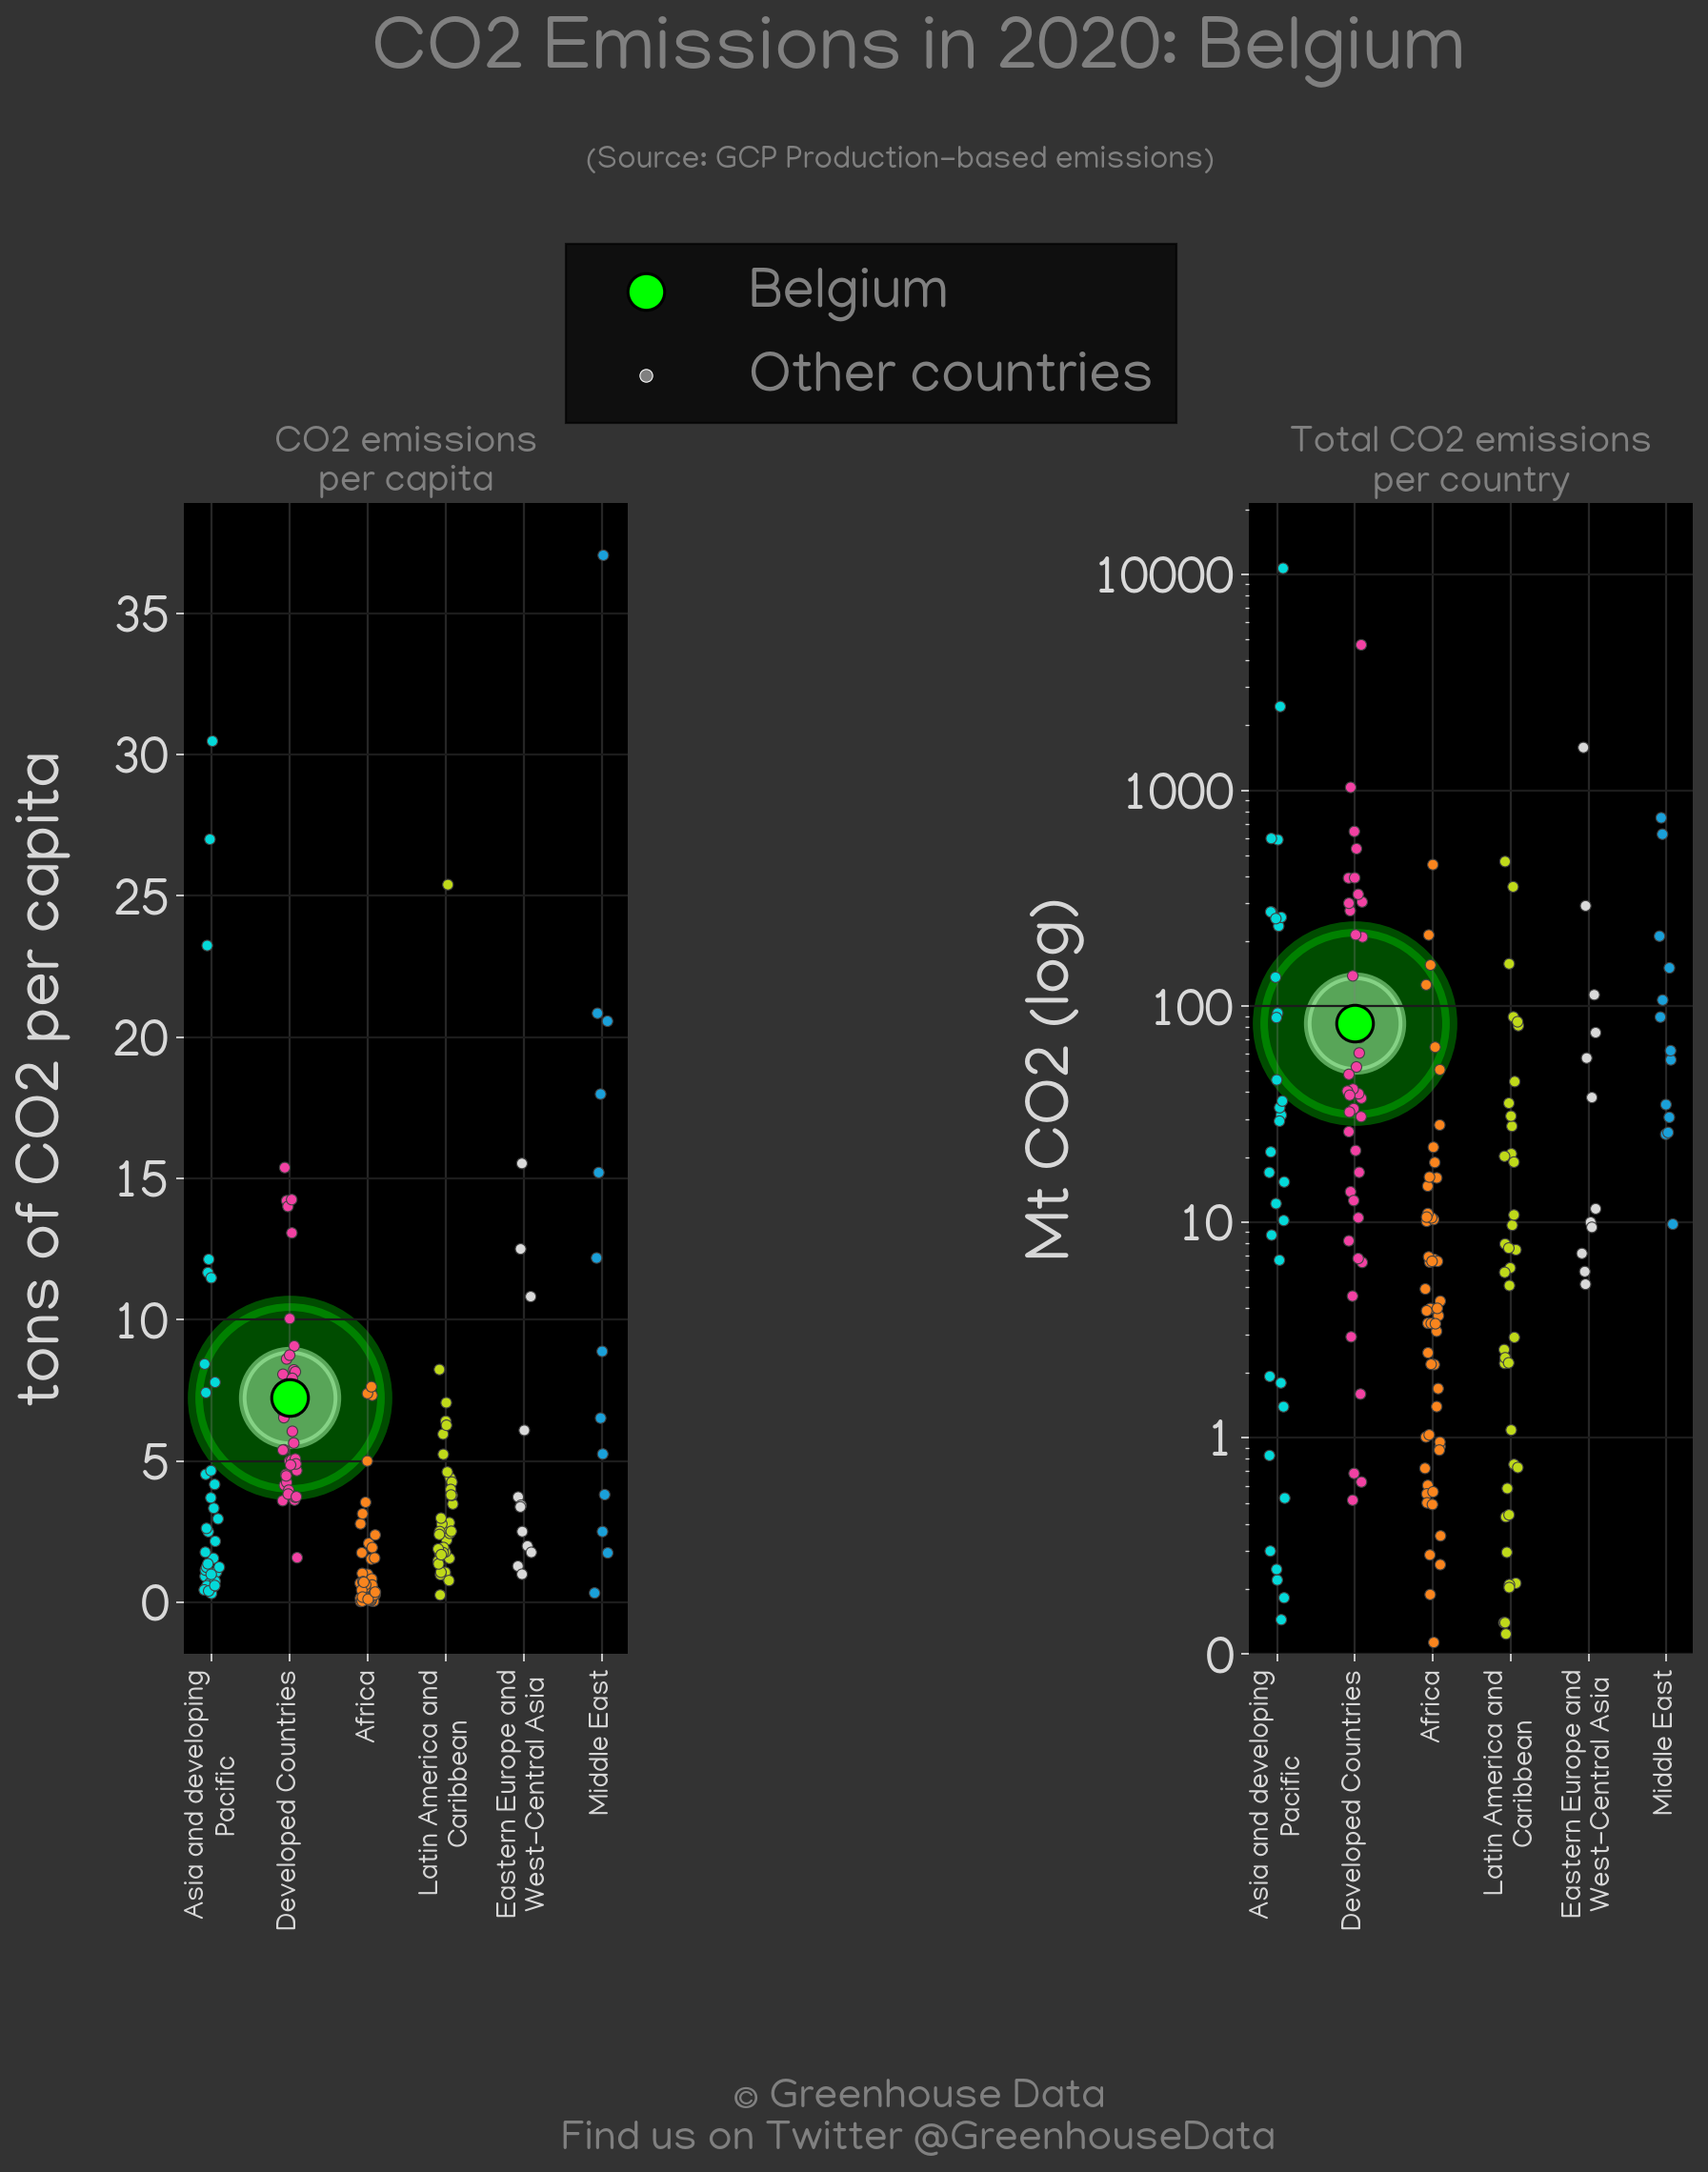 CO2 Emissions in 2020: Belgium
(Source: GCP Production-based emissions)
Belgium
Other countries
CO2 emissions
per capita
tons of CO2 per capita
35
30
25
20
15
10
5
0
Asia and developing
Pacific
Developed Countries
Africa
Latin America and
Caribbean
Eastern Europe and
West-Central Asia
Middle East
Total CO2 emissions
per country
Mt CO2 (log)
10000
1000
100
10
1
0
Asia and developing
Pacific
Developed Countries
Africa
Latin America and
Caribbean
Eastern Europe and
West-Central Asia
Middle East
© Greenhouse Data
Find us on Twitter @GreenhouseData